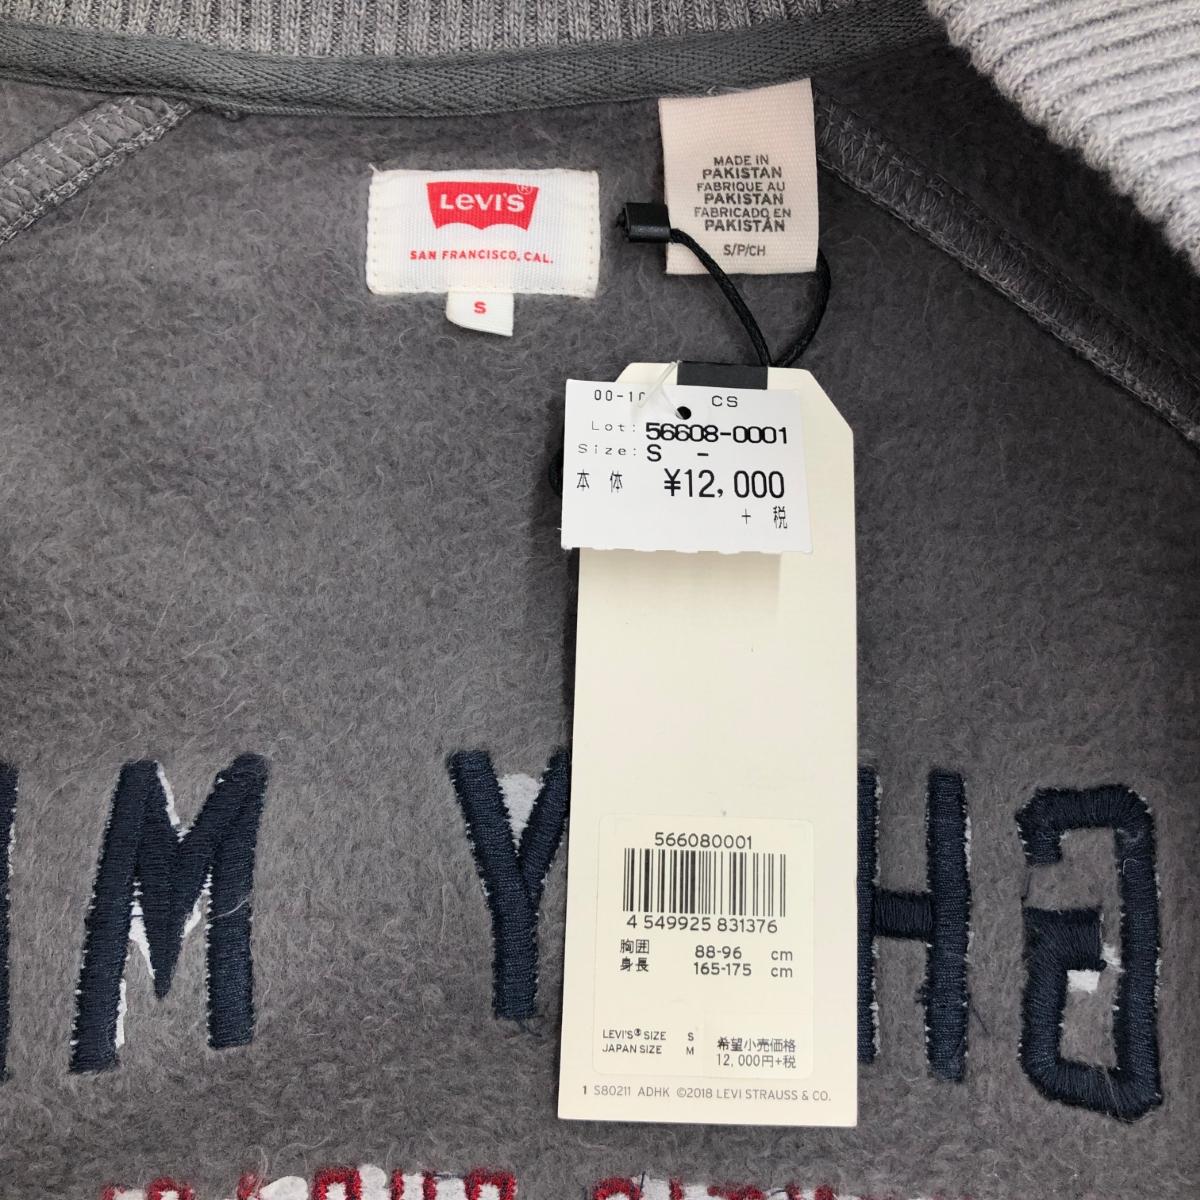 Levi's®
SAN FRANCISCO, CAL.
S
MADE IN
PAKISTAN
FABRIQUE AU
PAKISTAN
FABRICADO EN
PAKISTÁN
S/P/CH
CS
Lot: 56608-0001
Size: S -
本体 ¥12,000
+ 税
566080001
4 549925 831376
胸囲 88-96 cm
身長 165-175 cm
LEVI'S® SIZE S
JAPAN SIZE M
希望小売価格
12,000円+税
1 S80211 ADHK ©2018 LEVI STRAUSS & CO.